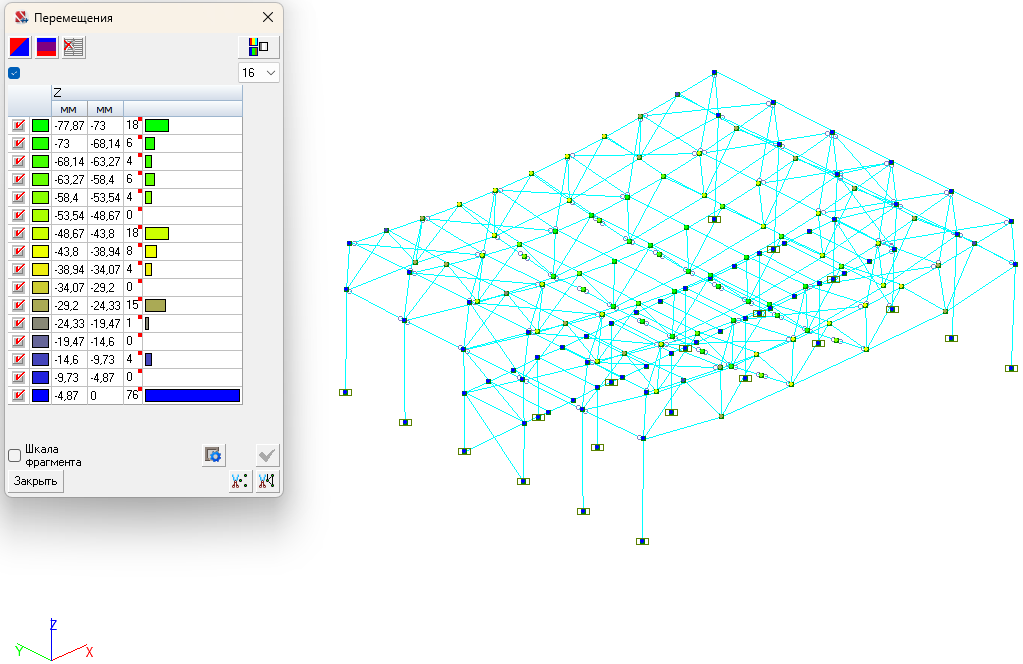 Перемещения
16
Z
мм мм
-77,87 -73 18
-73 -68,14 6
-68,14 -63,27 4
-63,27 -58,4 6
-58,4 -53,54 4
-53,54 -48,67 0
-48,67 -43,8 18
-43,8 -38,94 8
-38,94 -34,07 4
-34,07 -29,2 0
-29,2 -24,33 15
-24,33 -19,47 1
-19,47 -14,6 0
-14,6 -9,73 4
-9,73 -4,87 0
-4,87 0 76
Шкала
фрагмента
Закрыть
Z
Y
X